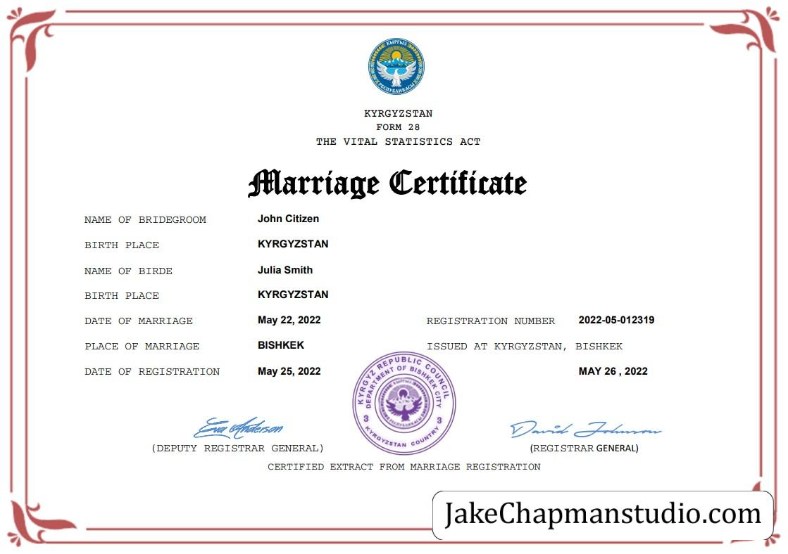 KYRGYZSTAN
FORM 28
THE VITAL STATISTICS ACT
Marriage Certificate
NAME OF BRIDEGROOM John Citizen
BIRTH PLACE KYRGYZSTAN
NAME OF BIRDE Julia Smith
BIRTH PLACE KYRGYZSTAN
DATE OF MARRIAGE May 22, 2022 REGISTRATION NUMBER 2022-05-012319
PLACE OF MARRIAGE BISHKEK ISSUED AT KYRGYZSTAN, BISHKEK
DATE OF REGISTRATION May 25, 2022 MAY 26 , 2022
KYRGYZ REPUBLIC COUNCIL
DEPARTMENT OF BISHKEK CITY
KYRGYZSTAN COUNTRY
Eva Anderson David Johnson
(DEPUTY REGISTRAR GENERAL) (REGISTRAR GENERAL)
CERTIFIED EXTRACT FROM MARRIAGE REGISTRATION
JakeChapmanstudio.com